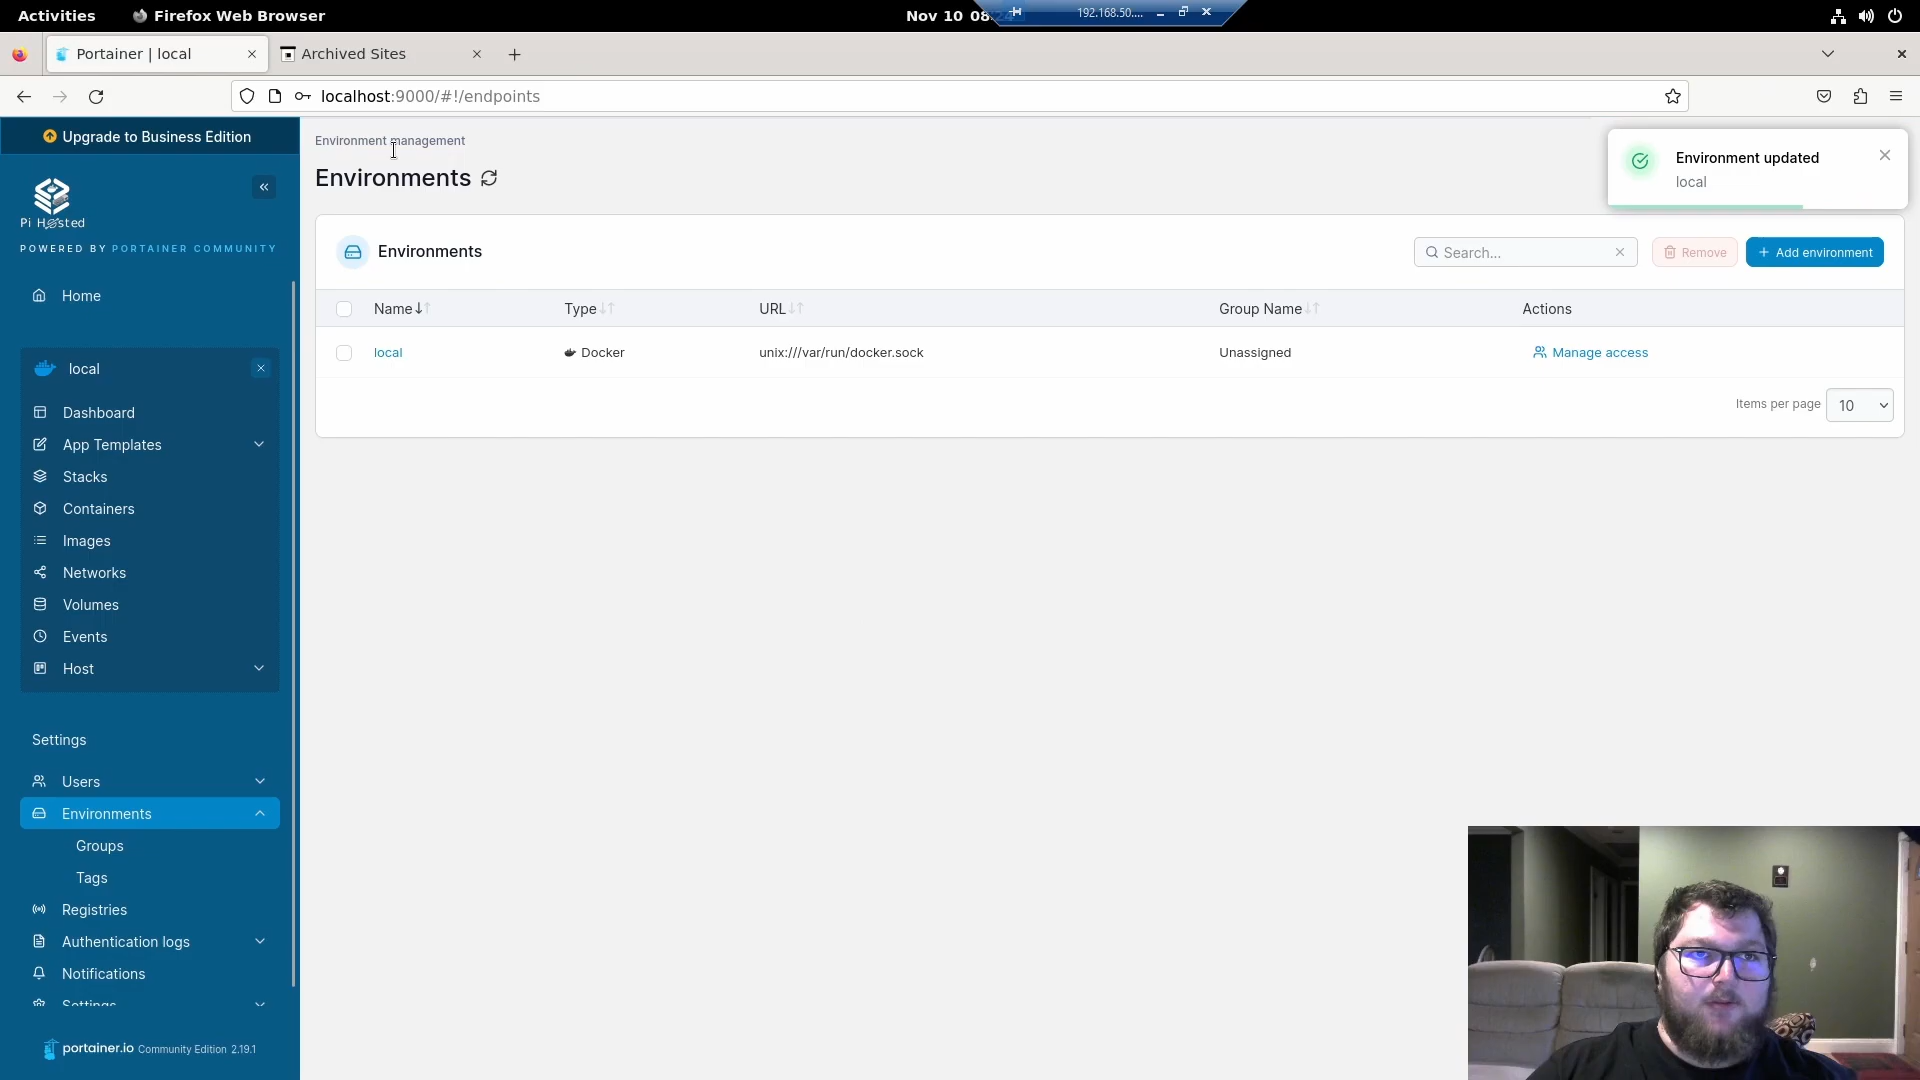 Activities Firefox Web Browser Nov 10 08: 192.168.50....
Portaner | local Archived Sites
localhost:9000/#!/endpoints
Upgrade to Business Edition
Pi Hosted
POWERED BY PORTAINER COMMUNITY
Home
local
Dashboard
App Templates
Stacks
Containers
Images
Networks
Volumes
Events
Host
Settings
Users
Environments
Groups
Tags
Registries
Authentication logs
Notifications
Settings
portainer.io Community Edition 2.19.1
Environment management
Environments
Environment updated
local
Environments
Search... Remove Add environment
Name Type URL Group Name Actions
local Docker unix:///var/run/docker.sock Unassigned Manage access
Items per page 10